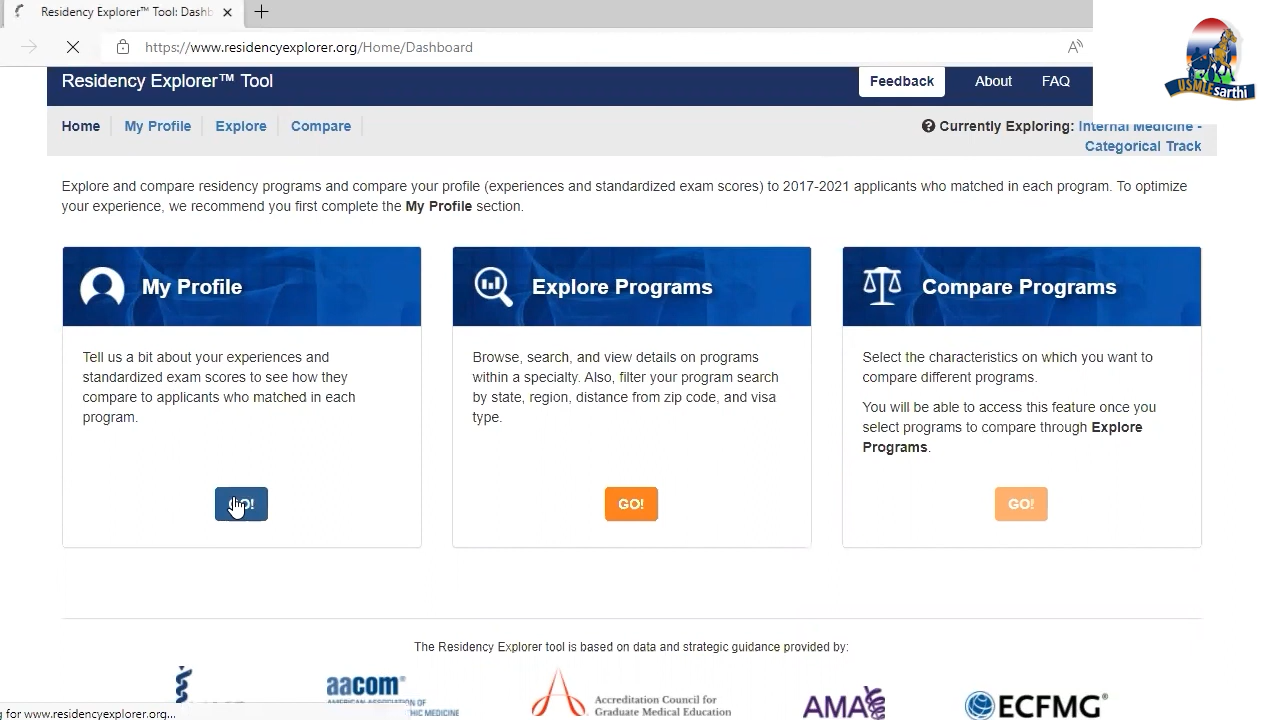 Residency Explorer™ Tool: Dashb
https://www.residencyexplorer.org/Home/Dashboard
USMLEsarthi
Residency Explorer™ Tool
Feedback
About
FAQ
Home
My Profile
Explore
Compare
Currently Exploring: Internal Medicine -
Categorical Track
Explore and compare residency programs and compare your profile (experiences and standardized exam scores) to 2017-2021 applicants who matched in each program. To optimize
your experience, we recommend you first complete the My Profile section.
My Profile
Tell us a bit about your experiences and
standardized exam scores to see how they
compare to applicants who matched in each
program.
GO!
Explore Programs
Browse, search, and view details on programs
within a specialty. Also, filter your program search
by state, region, distance from zip code, and visa
type.
GO!
Compare Programs
Select the characteristics on which you want to
compare different programs.
You will be able to access this feature once you
select programs to compare through Explore
Programs.
GO!
The Residency Explorer tool is based on data and strategic guidance provided by:
aacom
AMERICAN ASSOCIATION OF
Accreditation Council for
Graduate Medical Education
AMA
ECFMG®
g for www.residencyexplorer.org...
HIC MEDICINE